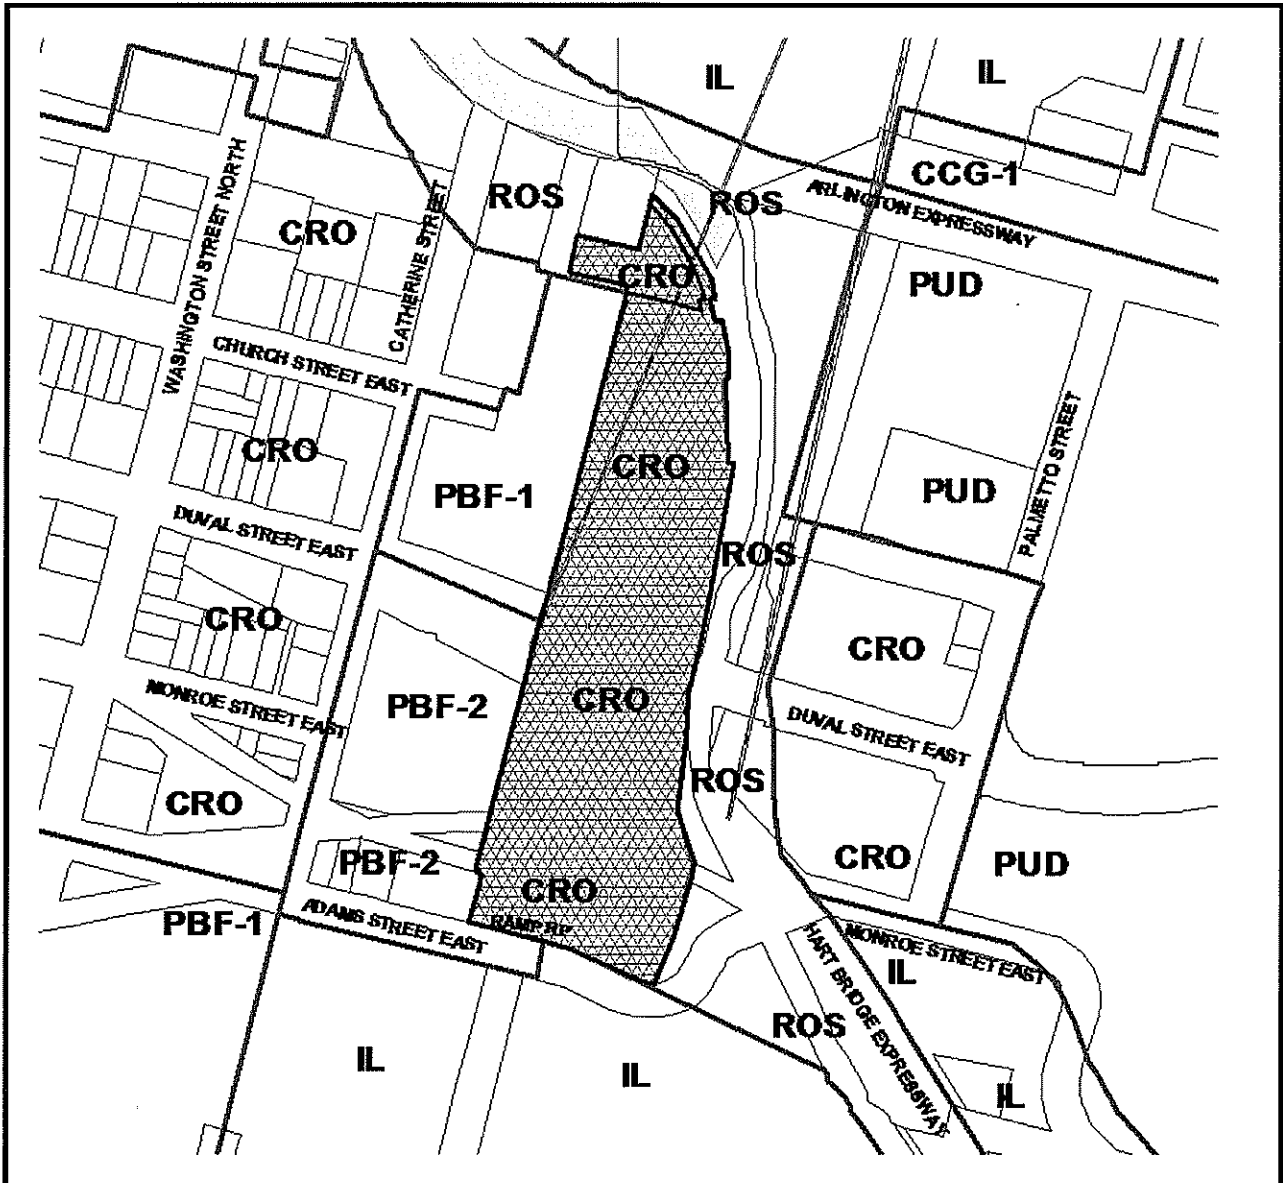 IL
IL
CCG-1
ROS
ROS
ARLINGTON EXPRESSWAY
WASHINGTON STREET NORTH
CRO
CATHERINE STREET
CRO
PUD
CHURCH STREET EAST
CRO
CRO
PBF-1
PUD
PALMETTO STREET
DUVAL STREET EAST
ROS
CRO
CRO
MONROE STREET EAST
PBF-2
CRO
DUVAL STREET EAST
ROS
CRO
PBF-2
CRO
CRO
PUD
PBF-1
ADAMS STREET EAST
RAMP RP
HART BRIDGE EXPRESSWAY
MONROE STREET EAST
IL
ROS
IL
IL
IL